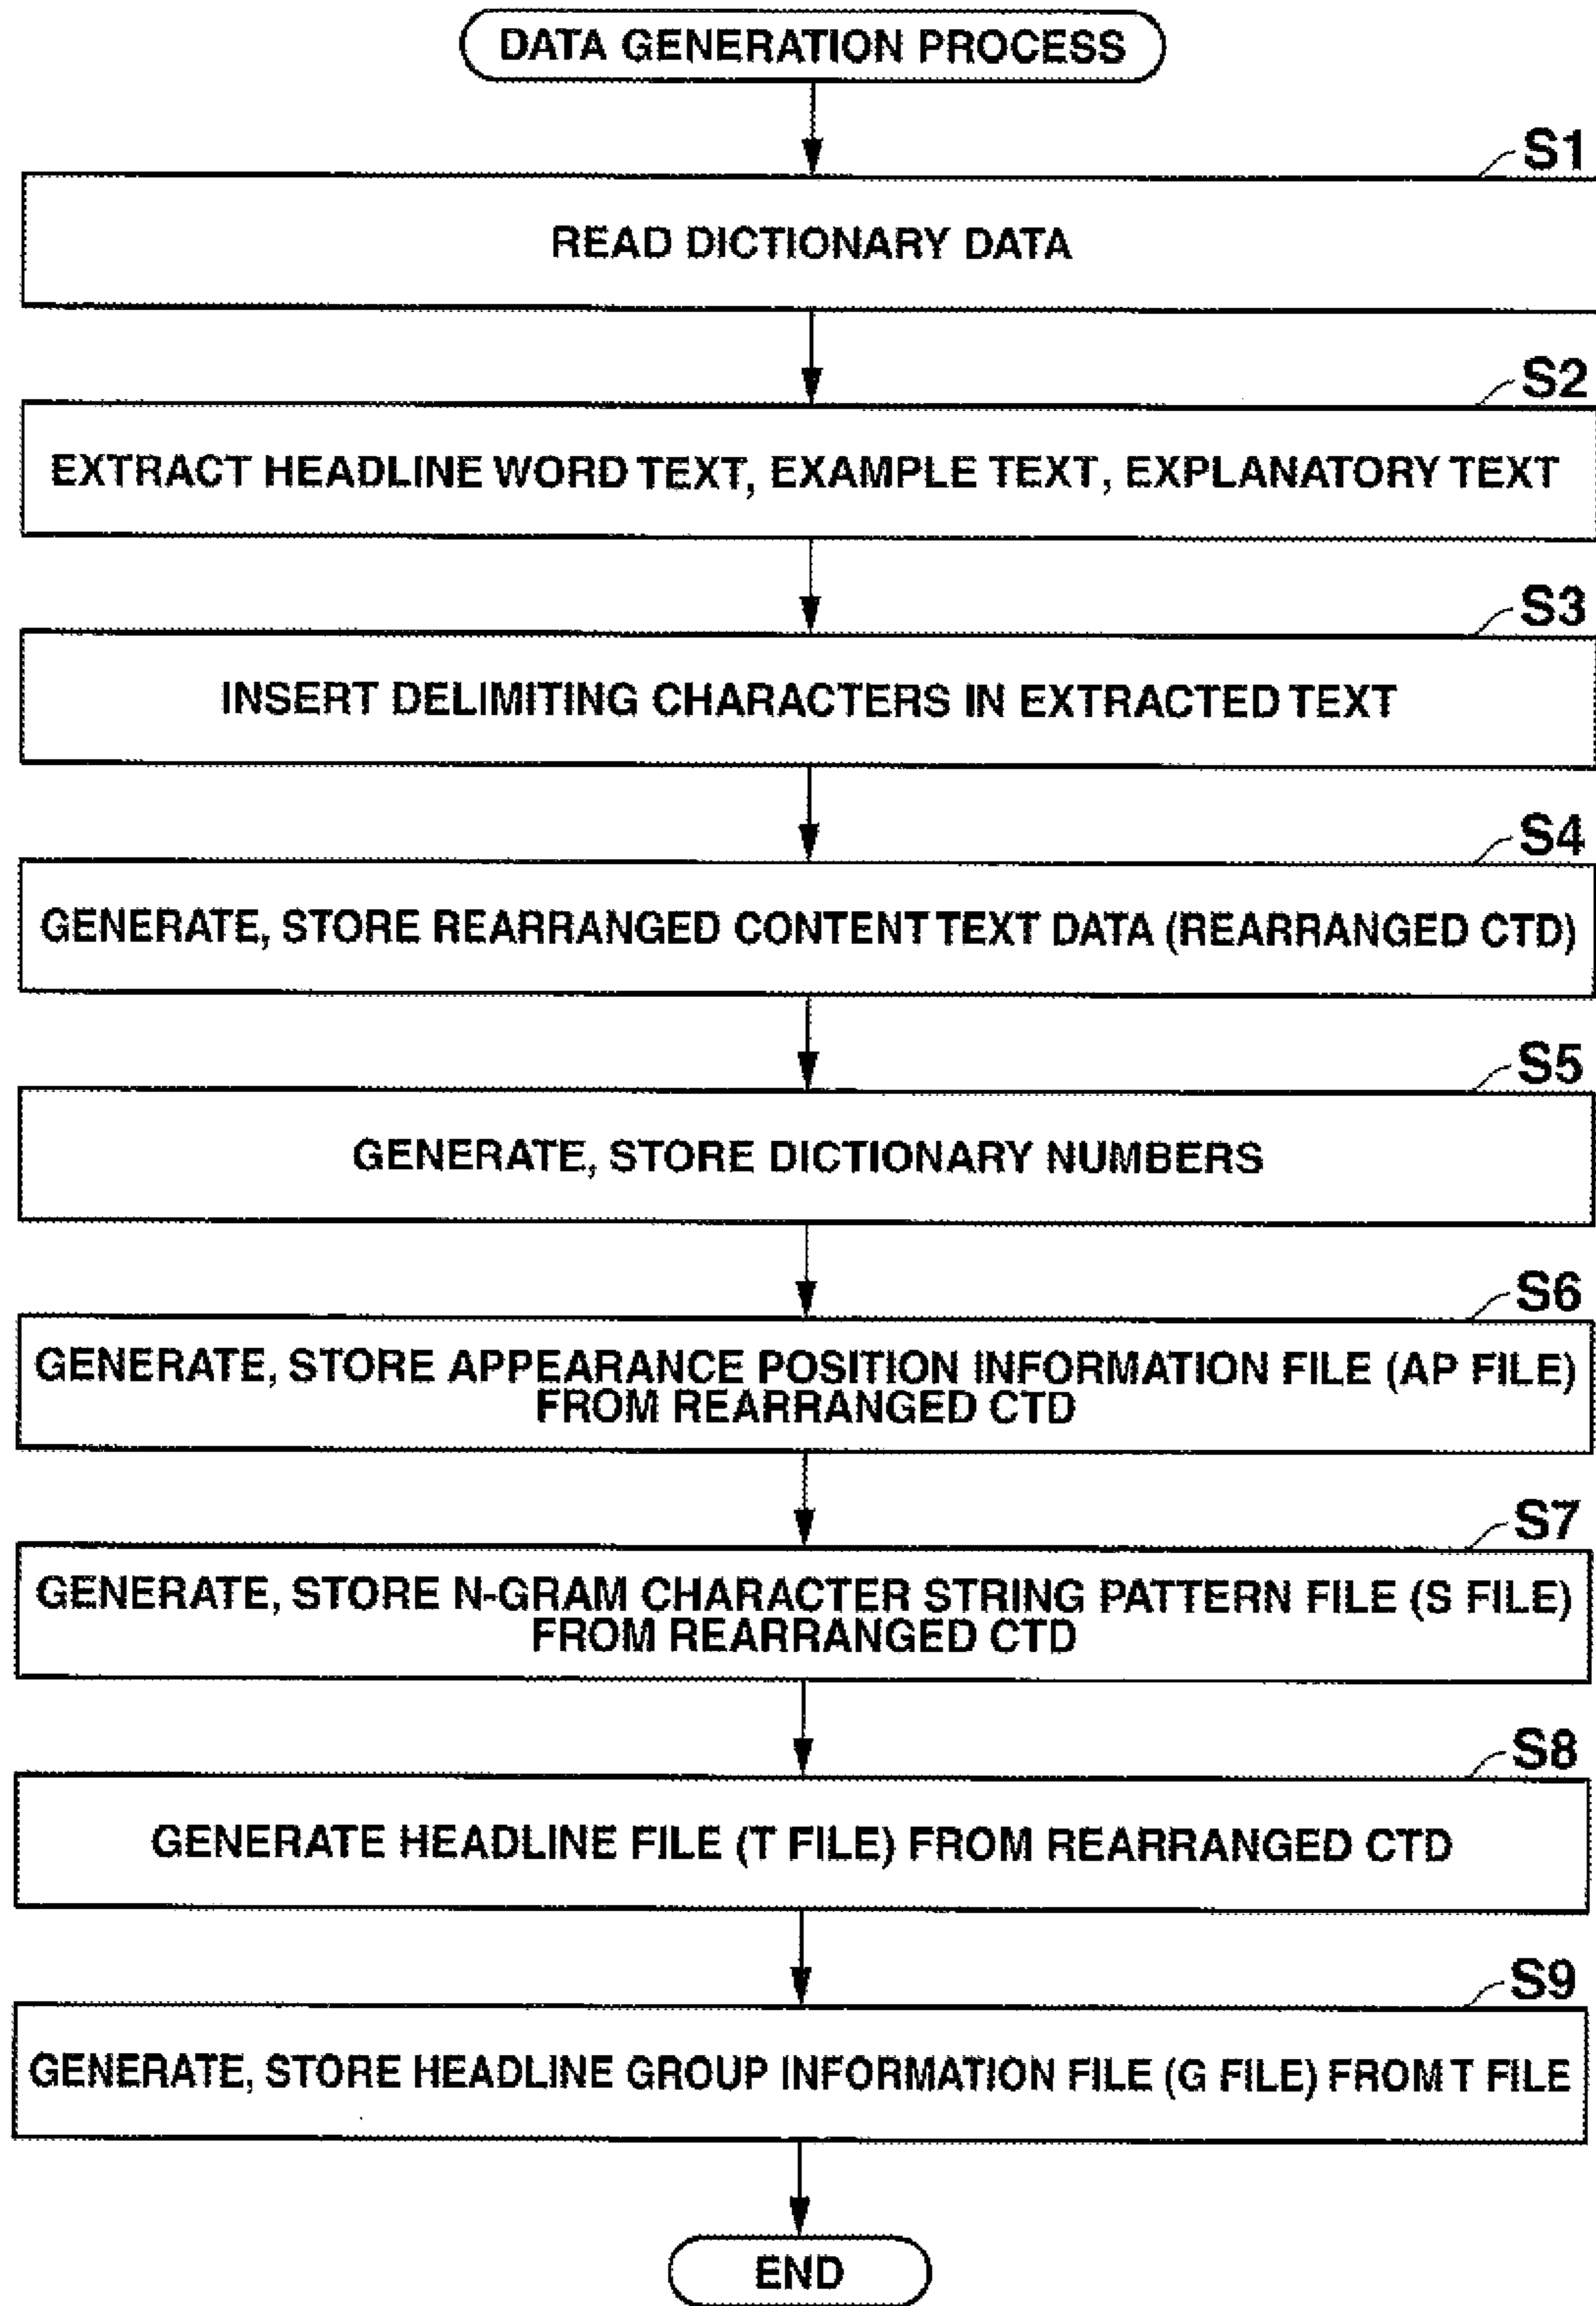 DATA GENERATION PROCESS
S1
READ DICTIONARY DATA
S2
EXTRACT HEADLINE WORD TEXT, EXAMPLE TEXT, EXPLANATORY TEXT
S3
INSERT DELIMITING CHARACTERS IN EXTRACTED TEXT
S4
GENERATE, STORE REARRANGED CONTENT TEXT DATA (REARRANGED CTD)
S5
GENERATE, STORE DICTIONARY NUMBERS
S6
GENERATE, STORE APPEARANCE POSITION INFORMATION FILE (AP FILE)
FROM REARRANGED CTD
S7
GENERATE, STORE N-GRAM CHARACTER STRING PATTERN FILE (S FILE)
FROM REARRANGED CTD
S8
GENERATE HEADLINE FILE (T FILE) FROM REARRANGED CTD
S9
GENERATE, STORE HEADLINE GROUP INFORMATION FILE (G FILE) FROM T FILE
END